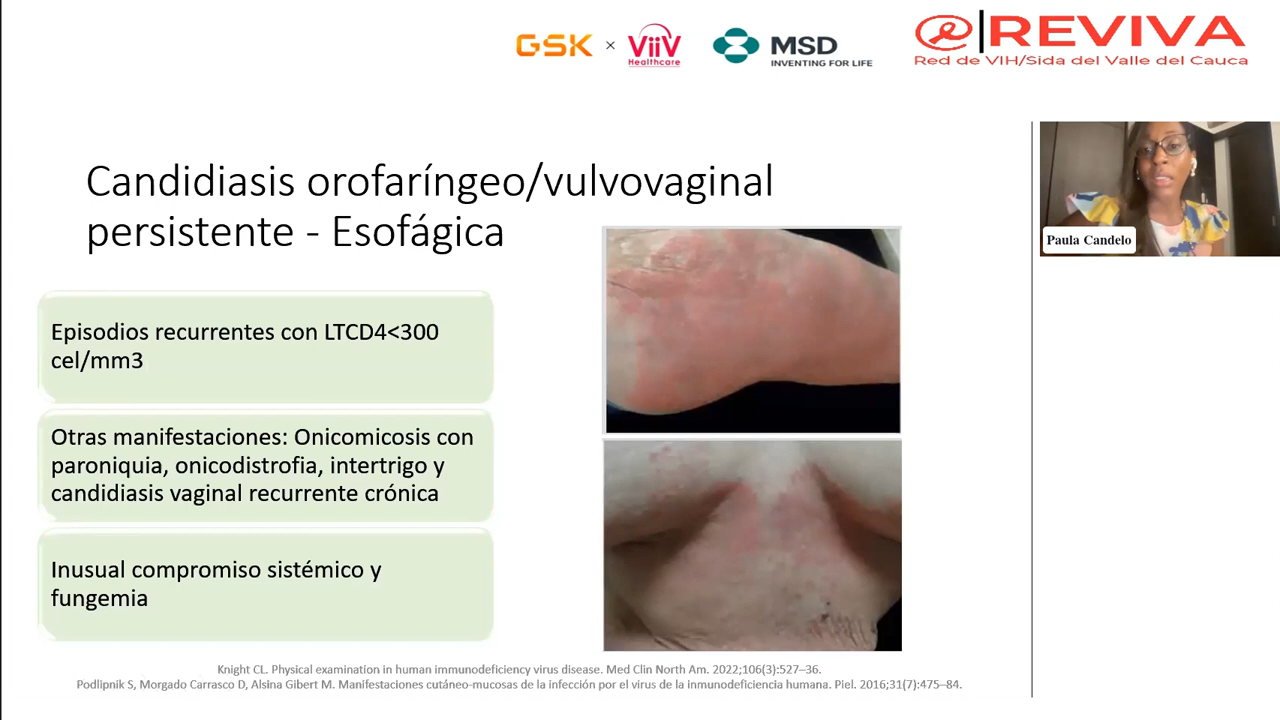 GSK × ViiV
Healthcare
MSD
INVENTING FOR LIFE
REVIVA
Red de VIH/Sida del Valle del Cauca
Candidiasis orofaríngeo/vulvovaginal
persistente - Esofágica
Paula Candelo
Episodios recurrentes con LTCD4<300
cel/mm3
Otras manifestaciones: Onicomicosis con
paroniquia, onicodistrofia, intertrigo y
candidiasis vaginal recurrente crónica
Inusual compromiso sistémico y
fungemia
Knight CL. Physical examination in human immunodeficiency virus disease. Med Clin North Am. 2022;106(3):527–36.
Podlipnik S, Morgado Carrasco D, Alsina Gibert M. Manifestaciones cutáneo-mucosas de la infección por el virus de la inmunodeficiencia humana. Piel. 2016;31(7):475–84.